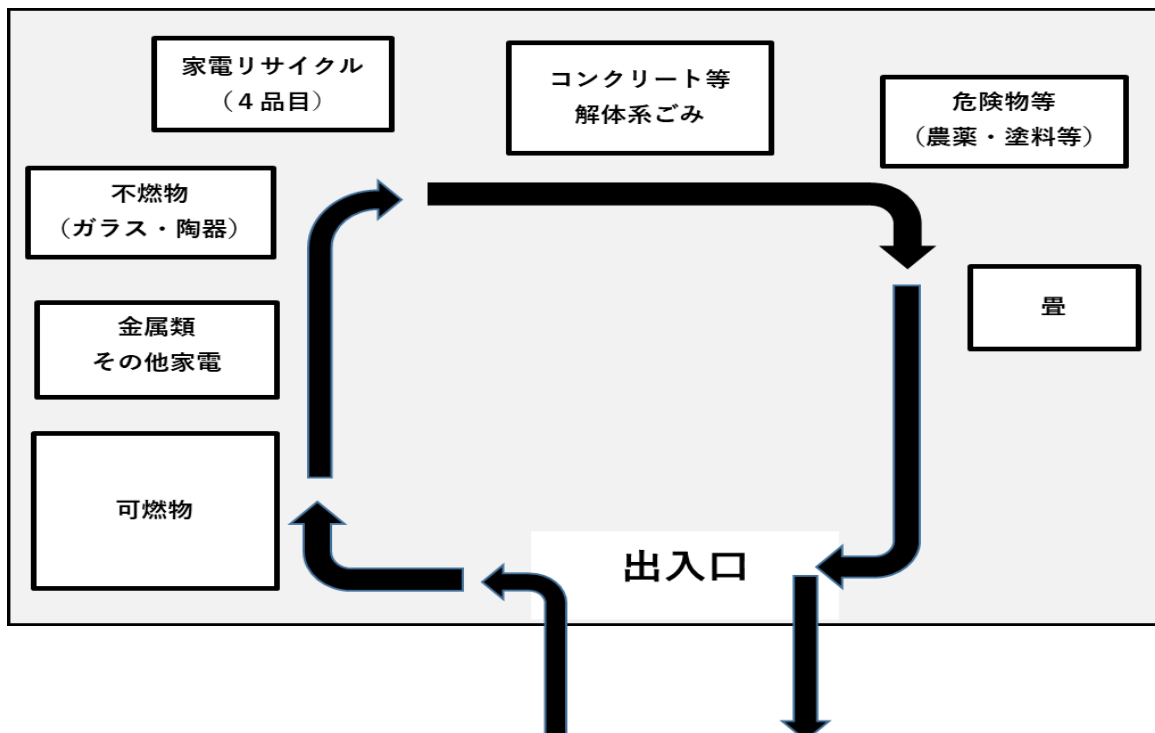 家電リサイクル
（４品目）
コンクリート等
解体系ごみ
危険物等
（農薬・塗料等）
不燃物
（ガラス・陶器）
畳
金属類
その他家電
可燃物
出入口